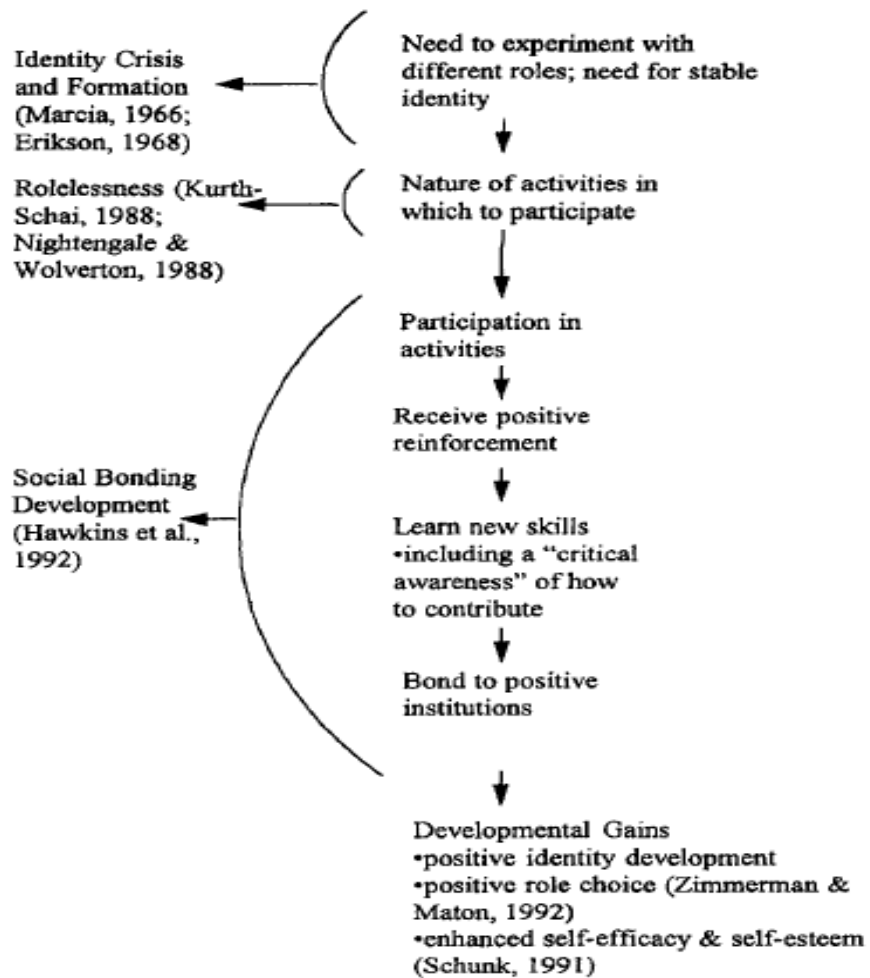 Identity Crisis
and Formation
(Marcia, 1966;
Erikson, 1968)
Need to experiment with
different roles; need for stable
identity
Rolelessness (Kurth-
Schai, 1988;
Nightengale &
Wolverton, 1988)
Nature of activities in
which to participate
Participation in
activities
Receive positive
reinforcement
Social Bonding
Development
(Hawkins et al.,
1992)
Learn new skills
•including a “critical
awareness” of how
to contribute
Bond to positive
institutions
Developmental Gains
•positive identity development
•positive role choice (Zimmerman &
Maton, 1992)
•enhanced self-efficacy & self-esteem
(Schunk, 1991)